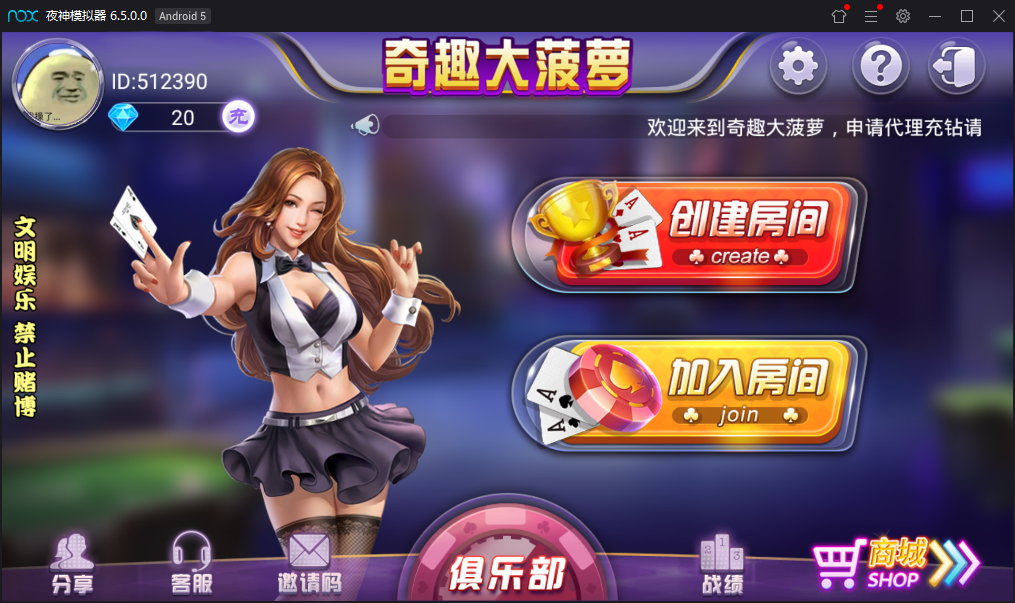 nox 夜神模拟器 6.5.0.0 Android 5
奇趣大菠萝
ID:512390
20 充
欢迎来到奇趣大菠萝，申请代理充钻请
文明娱乐 禁止赌博
A
A
A
创建房间
create
A
A
加入房间
join
分享
客服
邀请码
俱乐部
2 1 3
战绩
商城
SHOP